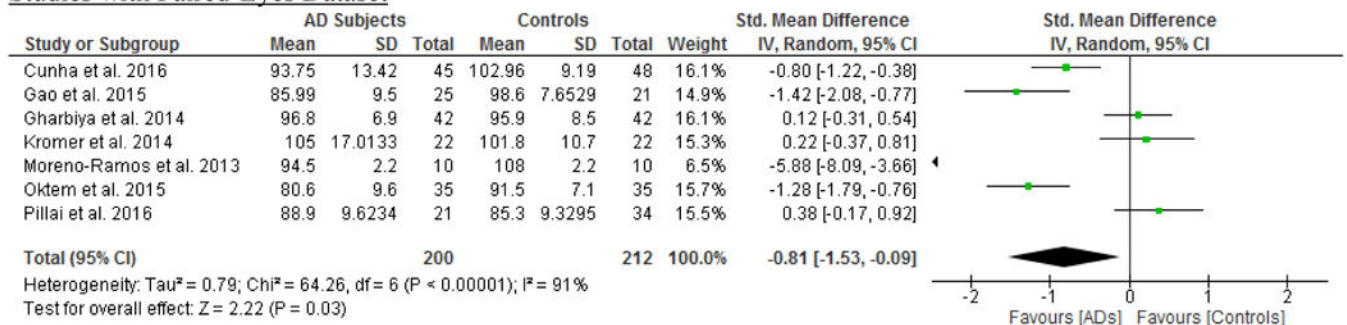 Studies with Paired Eyes Dataset
AD Subjects Controls Std. Mean Difference Std. Mean Difference
Study or Subgroup Mean SD Total Mean SD Total Weight IV, Random, 95% CI IV, Random, 95% CI
Cunha et al. 2016 93.75 13.42 45 102.96 9.19 48 16.1% -0.80 [-1.22, -0.38]
Gao et al. 2015 85.99 9.5 25 98.6 7.6529 21 14.9% -1.42 [-2.08, -0.77]
Gharbiya et al. 2014 96.8 6.9 42 95.9 8.5 42 16.1% 0.12 [-0.31, 0.54]
Kromer et al. 2014 105 17.0133 22 101.8 10.7 22 15.3% 0.22 [-0.37, 0.81]
Moreno-Ramos et al. 2013 94.5 2.2 10 108 2.2 10 6.5% -5.88 [-8.09, -3.66]
Oktem et al. 2015 80.6 9.6 35 91.5 7.1 35 15.7% -1.28 [-1.79, -0.76]
Pillai et al. 2016 88.9 9.6234 21 85.3 9.3295 34 15.5% 0.38 [-0.17, 0.92]
Total (95% CI) 200 212 100.0% -0.81 [-1.53, -0.09]
Heterogeneity: Tau² = 0.79; Chi² = 64.26, df = 6 (P < 0.00001); I² = 91%
Test for overall effect: Z = 2.22 (P = 0.03)
-2 -1 0 1 2
Favours [ADs] Favours [Controls]